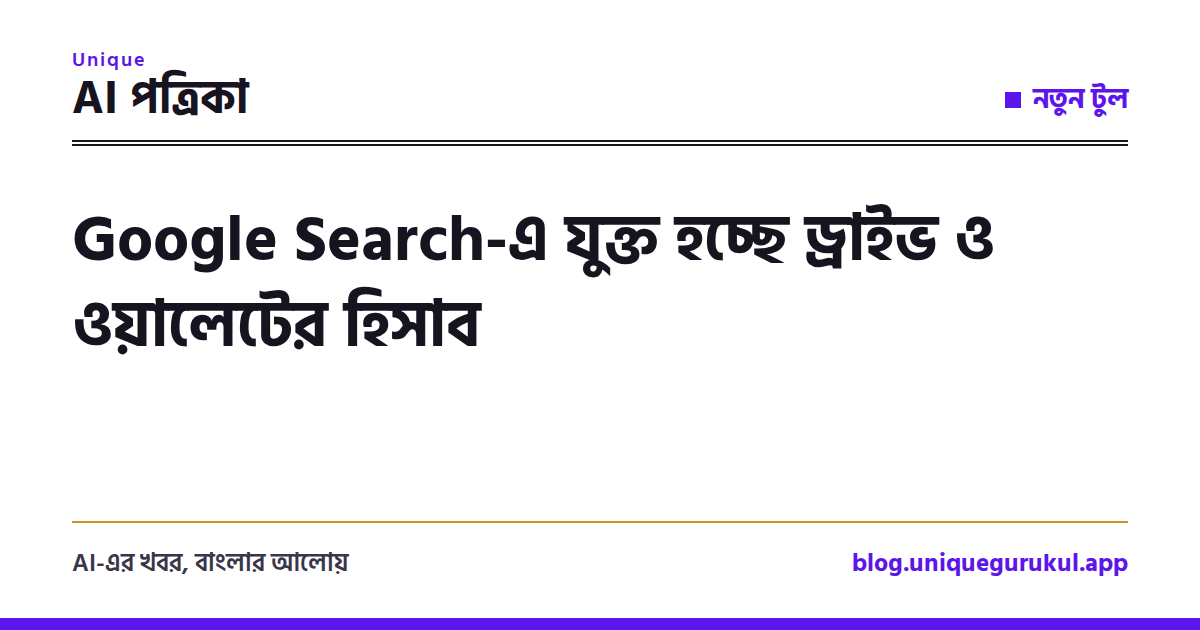 Unique
AI পত্রিকা
নতুন টুল
Google Search-এ যুক্ত হচ্ছে ড্রাইভ ও
ওয়ালেটের হিসাব
AI-এর খবর, বাংলার আলোয়
blog.uniquegurukul.app